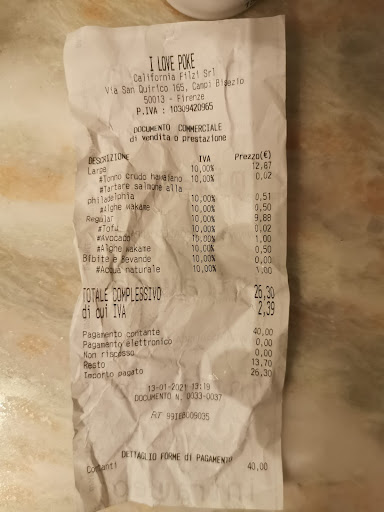 I LOVE POKE
California Filzi Srl
Via San Quirico 165, Campi Bisezio
50013 - Firenze
P.IVA : 10309420965
DOCUMENTO COMMERCIALE
di vendita o prestazione
DESCRIZIONE IVA Prezzo(€)
Large 10,00% 12,87
#Tonno crudo hawaiano 10,00% 0,02
#Tartare salmone alla
philadelphia 10,00% 0,51
#Alghe wakame 10,00% 0,50
Regular 10,00% 9,88
#Tofu 10,00% 0,02
#Avocado 10,00% 1,00
#Alghe wakame 10,00% 0,50
Bibite e Bevande 10,00% 0,00
#Acqua naturale 10,00% 1,00
TOTALE COMPLESSIVO 26,30
di cui IVA 2,39
Pagamento contante 40,00
Pagamento elettronico 0,00
Non riscosso 0,00
Resto 13,70
Importo pagato 26,30
13-01-2021 13:19
DOCUMENTO N. 0033-0037
DETTAGLIO FORME di PAGAMENTO
Contanti 40,00